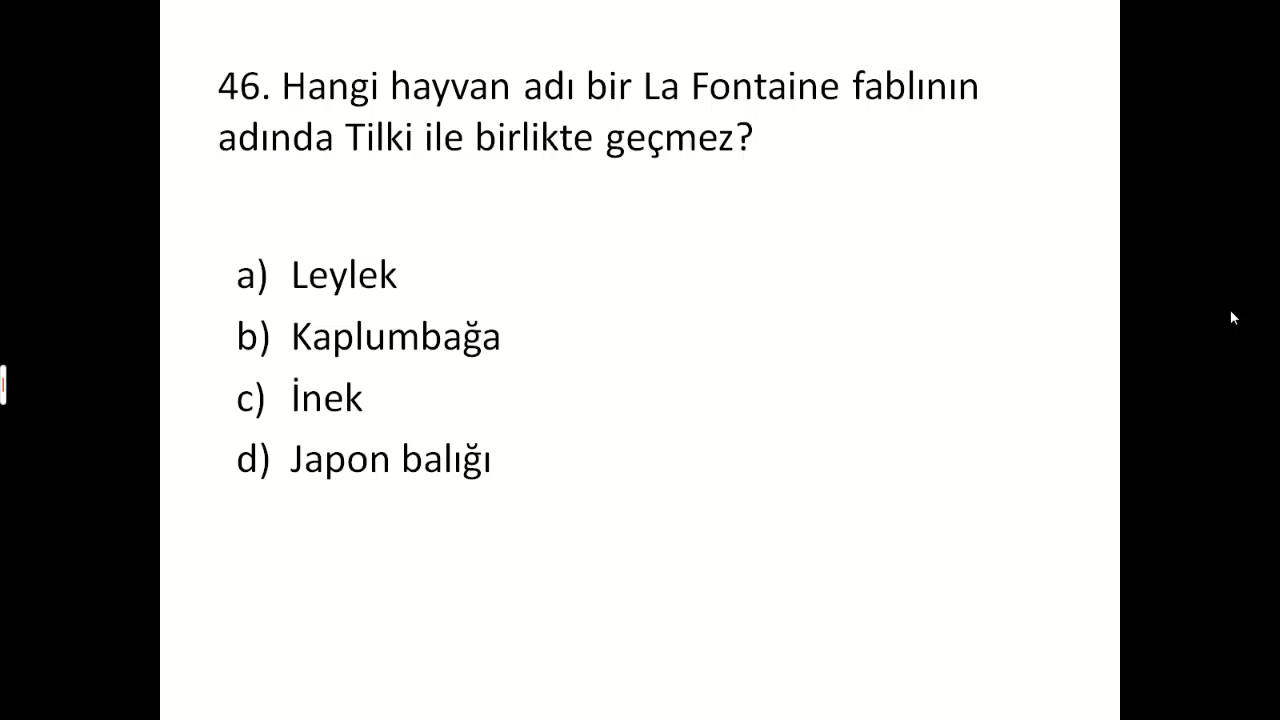 46. Hangi hayvan adı bir La Fontaine fablının
adında Tilki ile birlikte geçmez?
a) Leylek
b) Kaplumbağa
c) İnek
d) Japon balığı